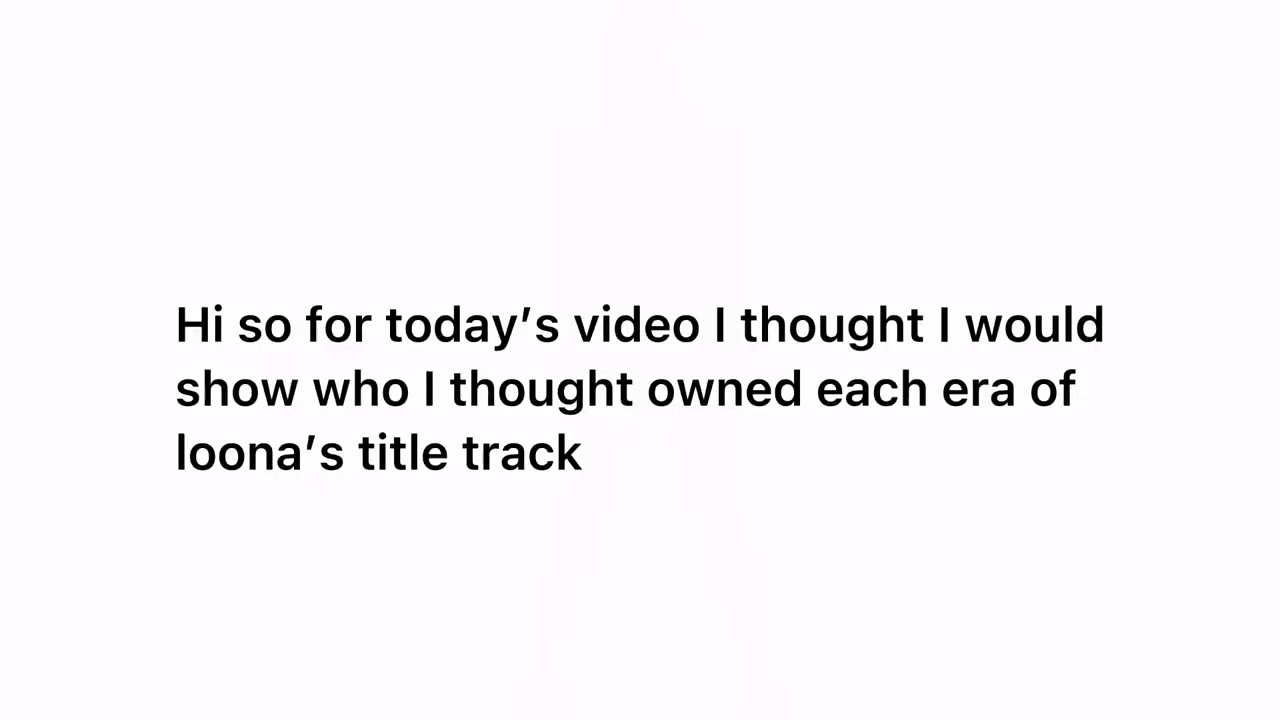 Hi so for today’s video I thought I would
show who I thought owned each era of
loona’s title track